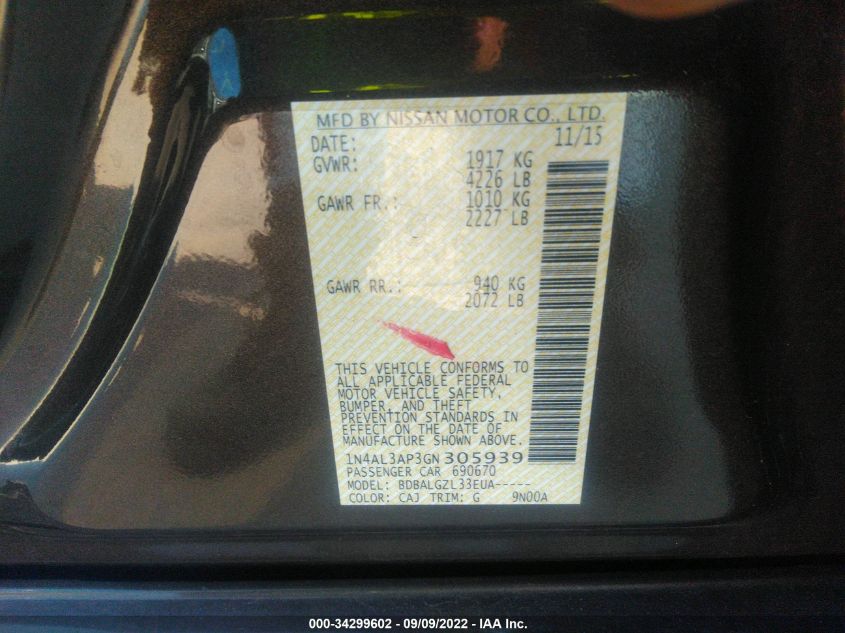 MFD BY NISSAN MOTOR CO., LTD.
DATE: 11/15
GVWR: 1917 KG
4226 LB
GAWR FR.: 1010 KG
2227 LB
GAWR RR.: 940 KG
2072 LB
THIS VEHICLE CONFORMS TO
ALL APPLICABLE FEDERAL
MOTOR VEHICLE SAFETY,
BUMPER, AND THEFT
PREVENTION STANDARDS IN
EFFECT ON THE DATE OF
MANUFACTURE SHOWN ABOVE.
1N4AL3AP3GN305939
PASSENGER CAR 690670
MODEL: BDBALGZL33EUA-----
COLOR: CAJ TRIM: G 9N00A
000-34299602 - 09/09/2022 - IAA Inc.